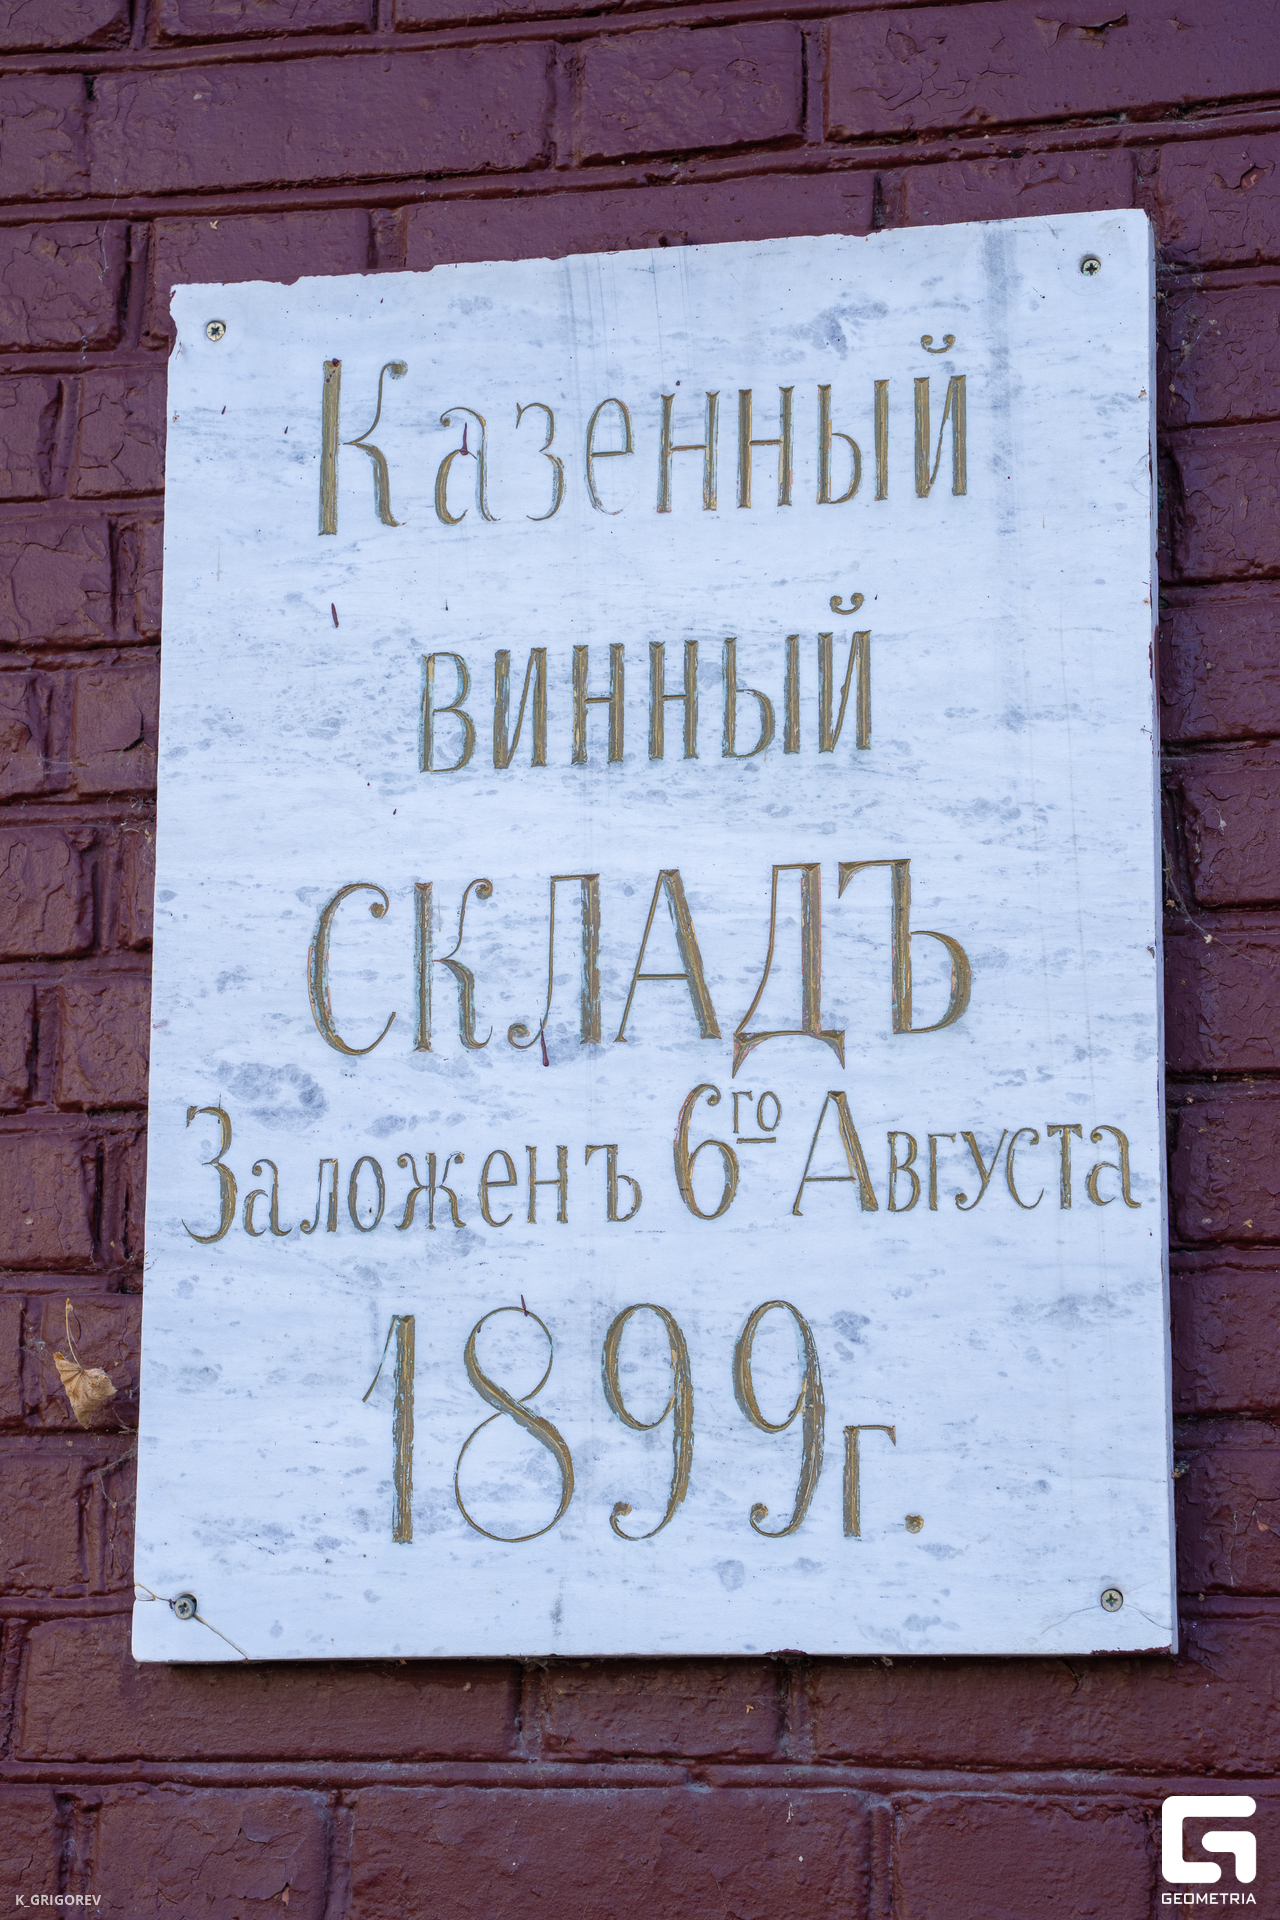 Казенный
винный
СКЛАДЪ
Заложенъ 6го Августа
1899г.
K_GRIGOREV
GEOMETRIA